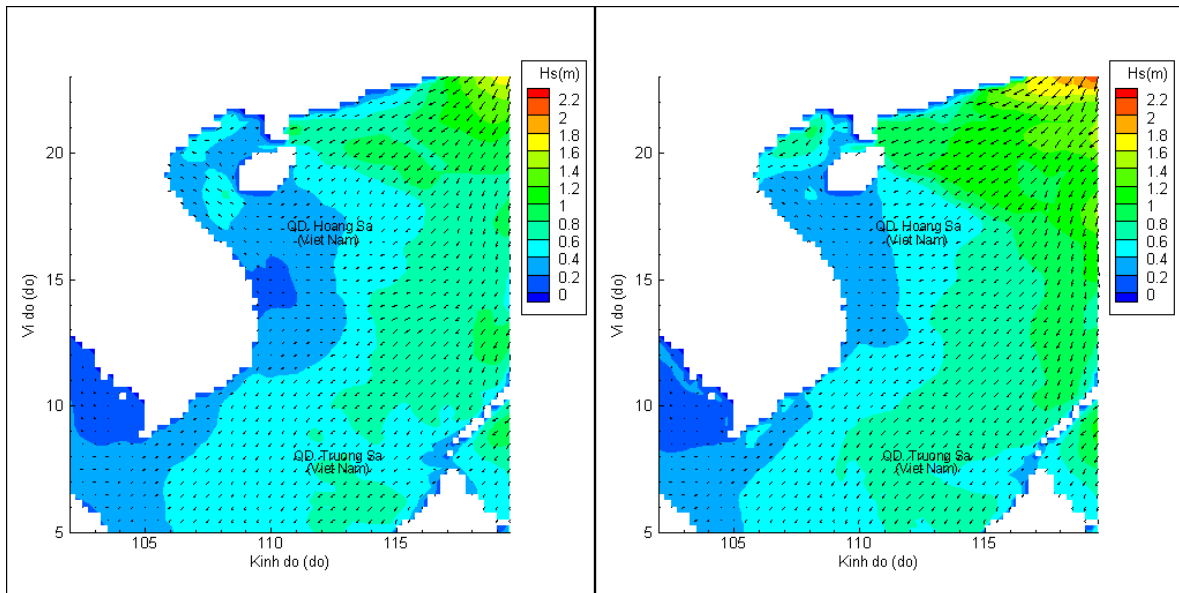 Hs(m)
2.2
2
1.8
1.6
1.4
1.2
1
0.8
0.6
0.4
0.2
0
20
15
10
5
Vi do (do)
QD. Hoang Sa
(Viet Nam)
QD. Truong Sa
(Viet Nam)
105
110
115
Kinh do (do)
Hs(m)
2.2
2
1.8
1.6
1.4
1.2
1
0.8
0.6
0.4
0.2
0
20
15
10
5
Vi do (do)
QD. Hoang Sa
(Viet Nam)
QD. Truong Sa
(Viet Nam)
105
110
115
Kinh do (do)